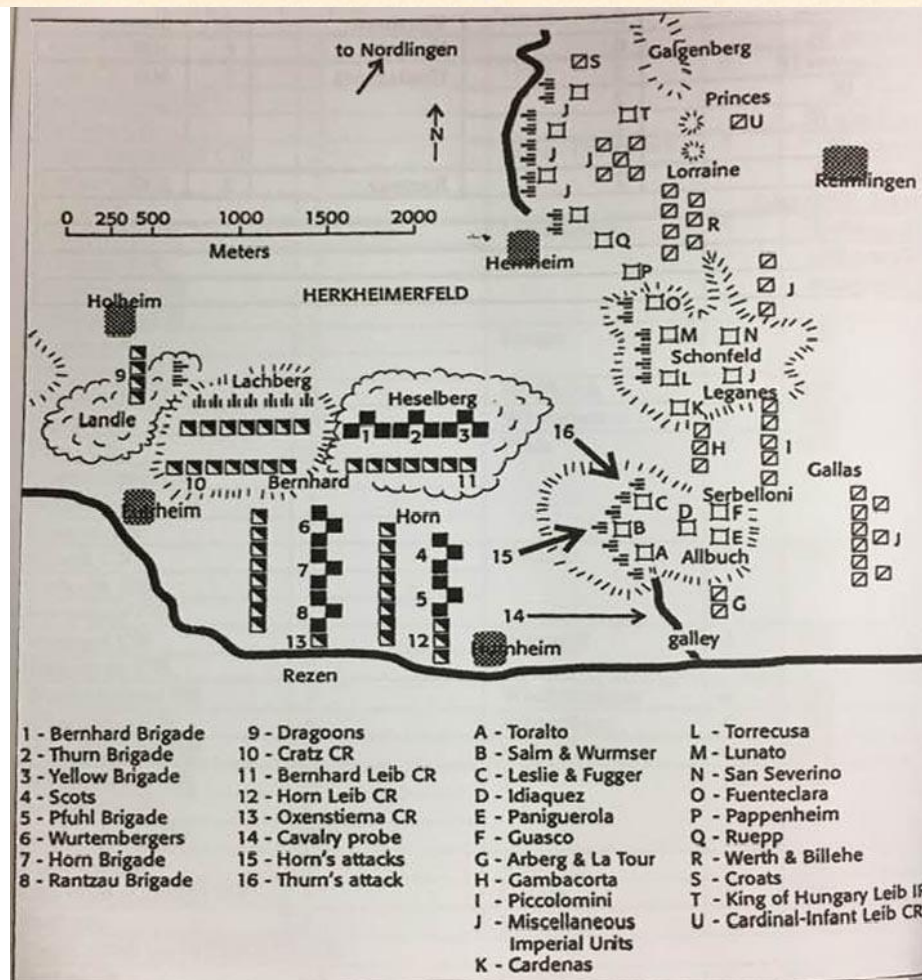 to Nordlingen
N
S
Galgenberg
Princes
J
T
U
J
J
Lorraine
Reimlingen
0 250 500 1000 1500 2000
Meters
J
R
Q
P
HERKHEIMERFELD
Holheim
J
O
M
N
Schonfeld
9
Lachberg
Heselberg
L
J
Landle
1
2
3
K
Leganes
16
H
I
Gallas
10
Bernhard
11
Serbelloni
C
D
F
6
Horn
B
E
J
4
15
A
Allbuch
7
5
G
8
14
13
12
galley
Rezen
1 - Bernhard Brigade
2 - Thurn Brigade
3 - Yellow Brigade
4 - Scots
5 - Pfuhl Brigade
6 - Wurtembergers
7 - Horn Brigade
8 - Rantzau Brigade
9 - Dragoons
10 - Cratz CR
11 - Bernhard Leib CR
12 - Horn Leib CR
13 - Oxenstierna CR
14 - Cavalry probe
15 - Horn's attacks
16 - Thurn's attack
A - Toralto
B - Salm & Wurmser
C - Leslie & Fugger
D - Idiaquez
E - Paniguerola
F - Guasco
G - Arberg & La Tour
H - Gambacorta
I - Piccolomini
J - Miscellaneous
Imperial Units
K - Cardenas
L - Torrecusa
M - Lunato
N - San Severino
O - Fuenteclara
P - Pappenheim
Q - Ruepp
R - Werth & Billehe
S - Croats
T - King of Hungary Leib
U - Cardinal-Infant Leib CR